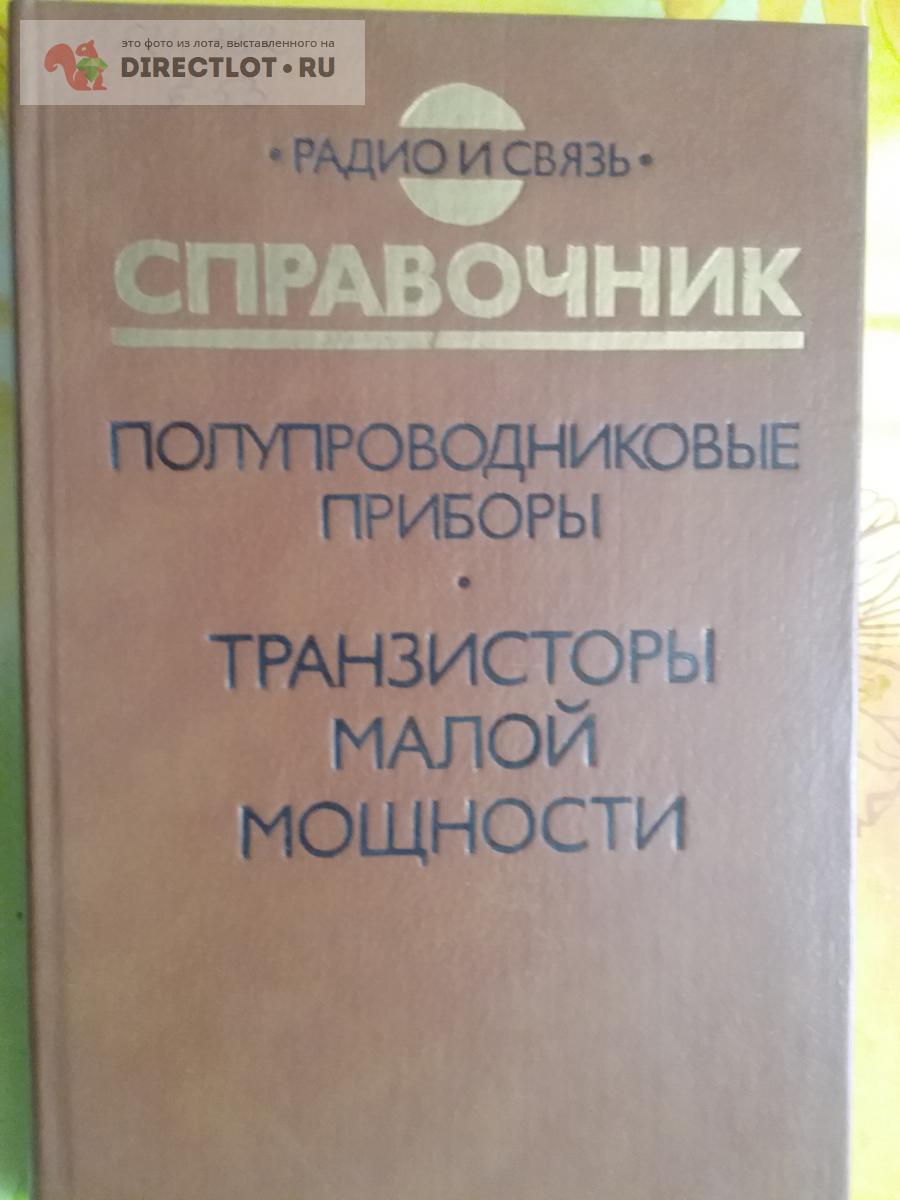 это фото из лота, выставленного на
DIRECTLOT•RU
•РАДИО И СВЯЗЬ•
СПРАВОЧНИК
ПОЛУПРОВОДНИКОВЫЕ
ПРИБОРЫ
•
ТРАНЗИСТОРЫ
МАЛОЙ
МОЩНОСТИ